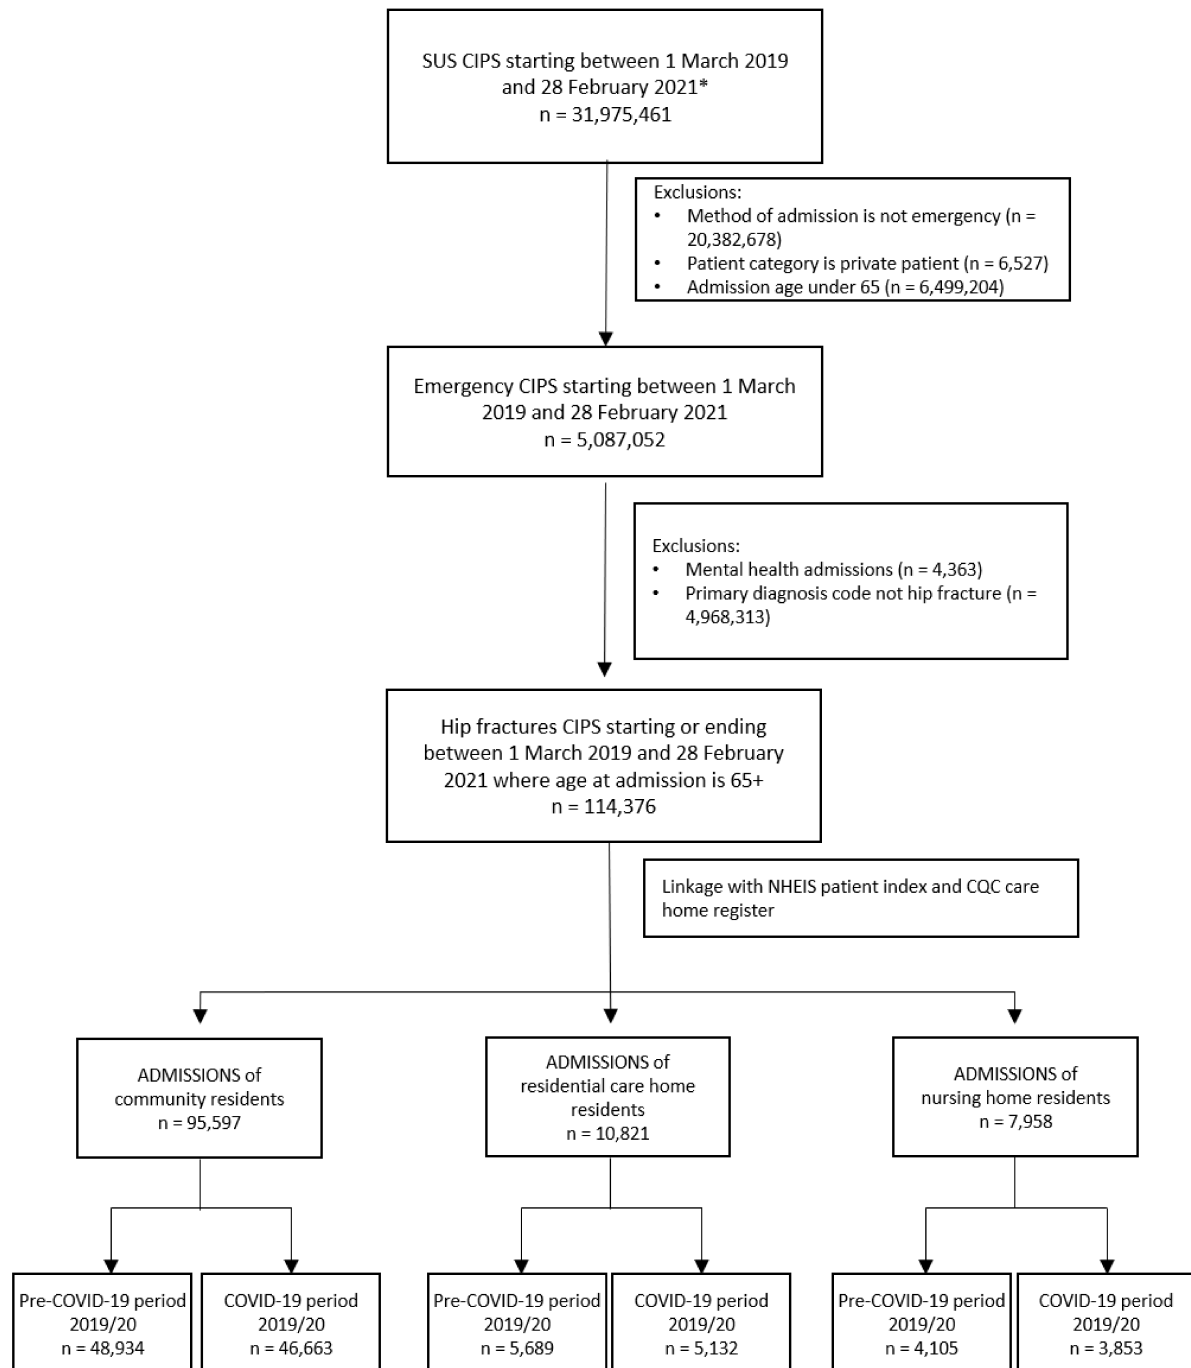 SUS CIPS starting between 1 March 2019
and 28 February 2021*
n = 31,975,461
Exclusions:
• Method of admission is not emergency (n =
20,382,678)
• Patient category is private patient (n = 6,527)
• Admission age under 65 (n = 6,499,204)
Emergency CIPS starting between 1 March
2019 and 28 February 2021
n = 5,087,052
Exclusions:
• Mental health admissions (n = 4,363)
• Primary diagnosis code not hip fracture (n =
4,968,313)
Hip fractures CIPS starting or ending
between 1 March 2019 and 28 February
2021 where age at admission is 65+
n = 114,376
Linkage with NHEIS patient index and CQC care
home register
ADMISSIONS of
community residents
n = 95,597
ADMISSIONS of
residential care home
residents
n = 10,821
ADMISSIONS of
nursing home residents
n = 7,958
Pre-COVID-19 period
2019/20
n = 48,934
COVID-19 period
2019/20
n = 46,663
Pre-COVID-19 period
2019/20
n = 5,689
COVID-19 period
2019/20
n = 5,132
Pre-COVID-19 period
2019/20
n = 4,105
COVID-19 period
2019/20
n = 3,853